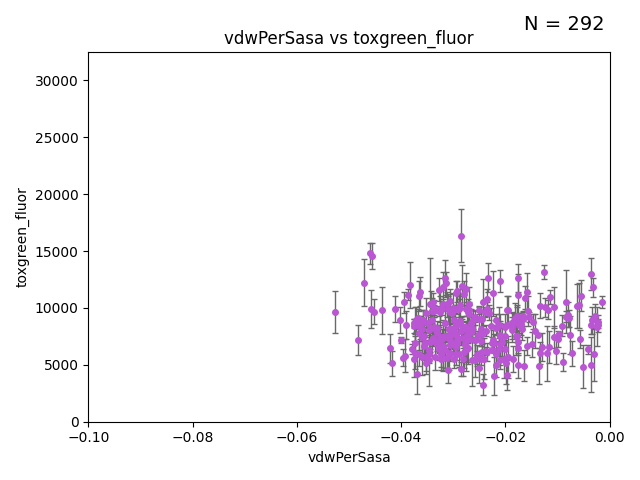 N = 292
vdwPerSasa vs toxgreen_fluor
30000
25000
20000
15000
10000
5000
0
toxgreen_fluor
−0.10 −0.08 −0.06 −0.04 −0.02 0.00
vdwPerSasa